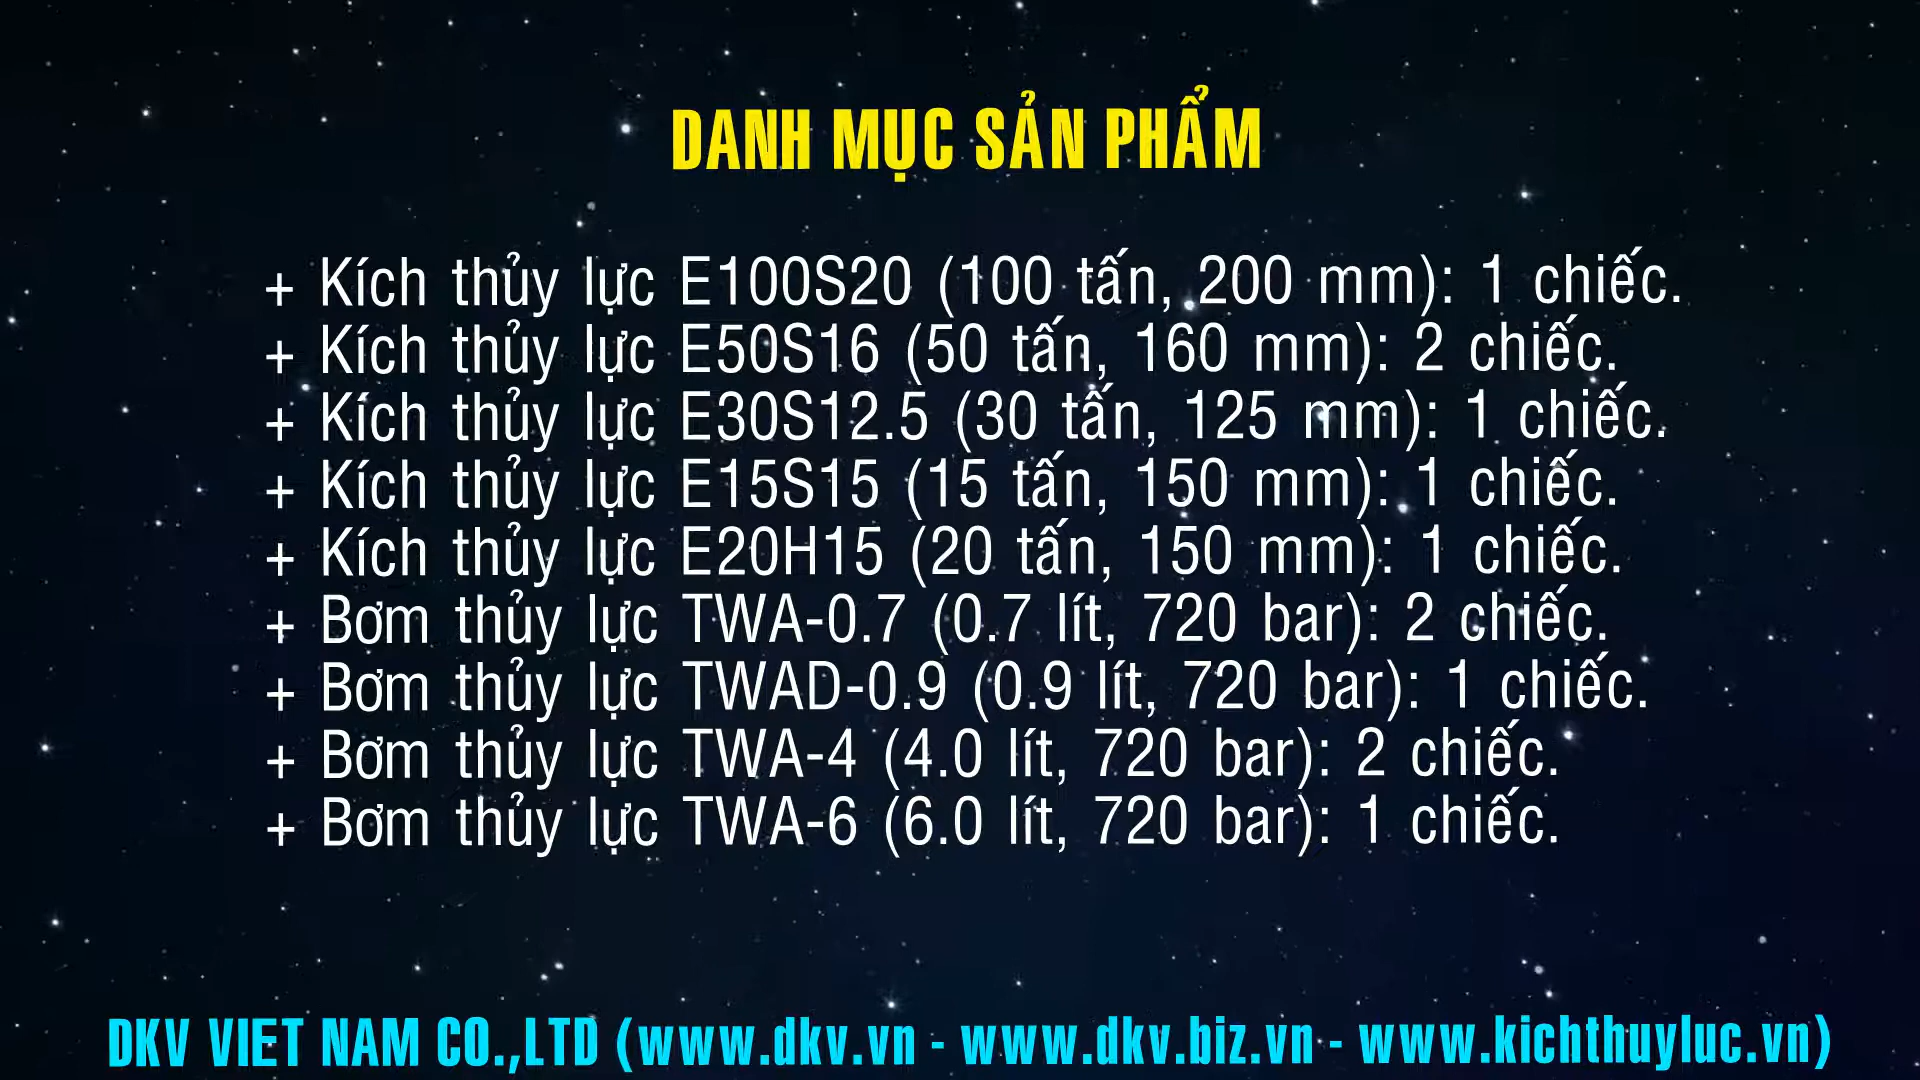 DANH MỤC SẢN PHẨM
+ Kích thủy lực E100S20 (100 tấn, 200 mm): 1 chiếc.
+ Kích thủy lực E50S16 (50 tấn, 160 mm): 2 chiếc.
+ Kích thủy lực E30S12.5 (30 tấn, 125 mm): 1 chiếc.
+ Kích thủy lực E15S15 (15 tấn, 150 mm): 1 chiếc.
+ Kích thủy lực E20H15 (20 tấn, 150 mm): 1 chiếc.
+ Bơm thủy lực TWA-0.7 (0.7 lít, 720 bar): 2 chiếc.
+ Bơm thủy lực TWAD-0.9 (0.9 lít, 720 bar): 1 chiếc.
+ Bơm thủy lực TWA-4 (4.0 lít, 720 bar): 2 chiếc.
+ Bơm thủy lực TWA-6 (6.0 lít, 720 bar): 1 chiếc.
DKV VIET NAM CO.,LTD (www.dkv.vn - www.dkv.biz.vn - www.kichthuyluc.vn)